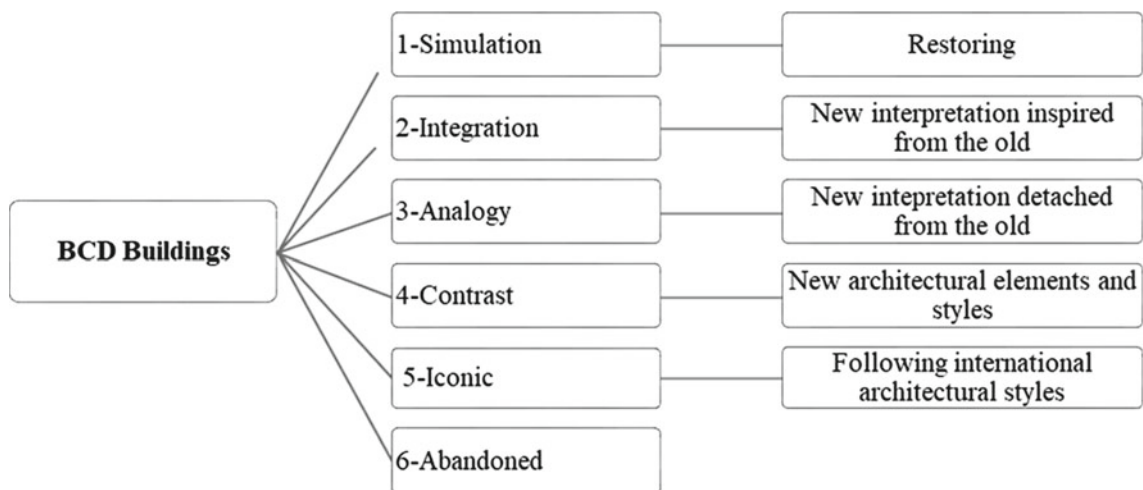 BCD Buildings
1-Simulation
Restoring
2-Integration
New interpretation inspired
from the old
3-Analogy
New intepretation detached
from the old
4-Contrast
New architectural elements and
styles
5-Iconic
Following international
architectural styles
6-Abandoned